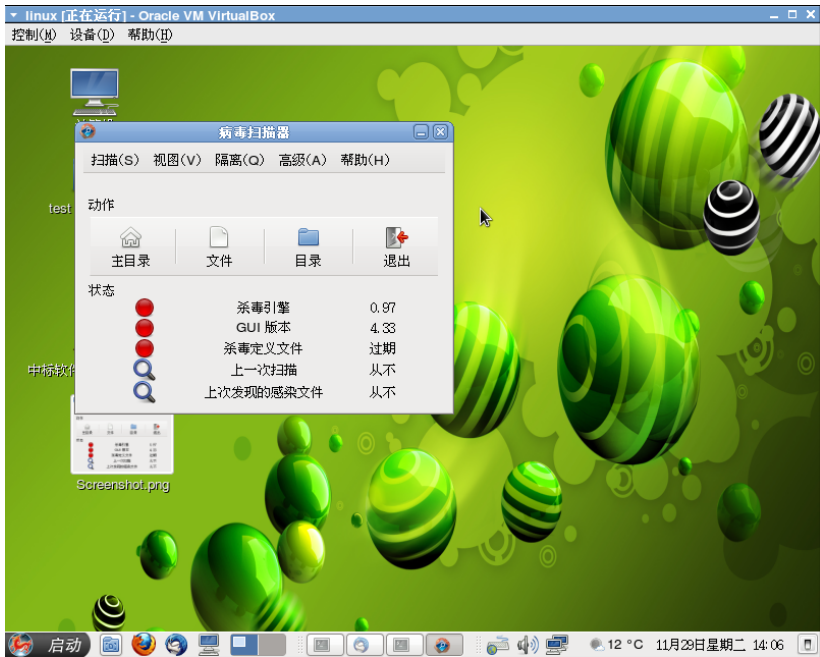 linux [正在运行] - Oracle VM VirtualBox
控制(M) 设备(D) 帮助(H)
病毒扫描器
扫描(S) 视图(V) 隔离(Q) 高级(A) 帮助(H)
test
动作
主目录 文件 目录 退出
状态
杀毒引擎 0.97
GUI 版本 4.33
杀毒定义文件 过期
中标软件
上一次扫描 从不
上次发现的感染文件 从不
Screenshot.png
启动 12 °C 11月29日星期二 14:06